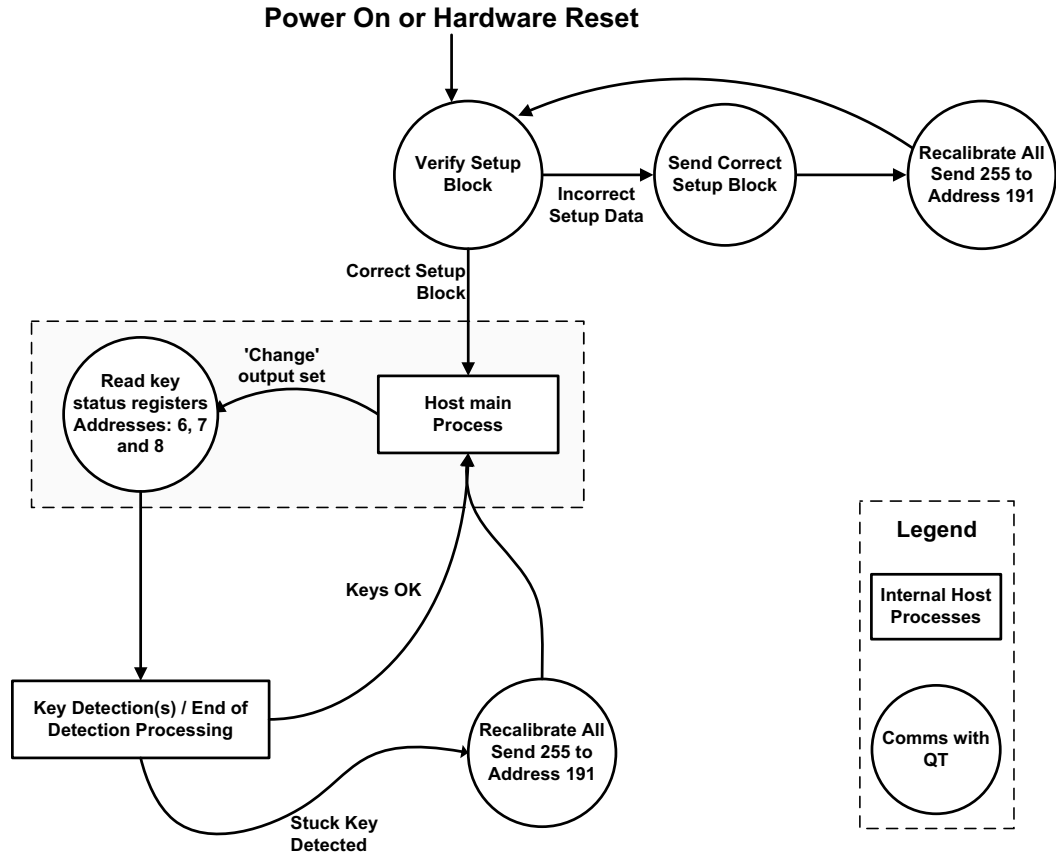 Power On or Hardware Reset
Verify Setup
Block
Incorrect
Setup Data
Send Correct
Setup Block
Recalibrate All
Send 255 to
Address 191
Correct Setup
Block
'Change'
output set
Read key
status registers
Addresses: 6, 7
and 8
Host main
Process
Keys OK
Key Detection(s) / End of
Detection Processing
Stuck Key
Detected
Recalibrate All
Send 255 to
Address 191
Legend
Internal Host
Processes
Comms with
QT